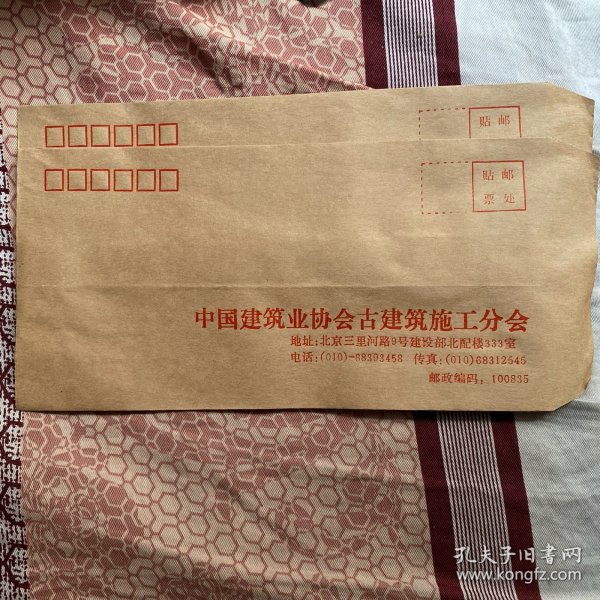 贴 邮
贴 邮
票 处
中国建筑业协会古建筑施工分会
地址:北京三里河路9号建设部北配楼333室
电话:(010)-88393458 传真:(010)68312545
邮政编码：100835
孔夫子旧书网
www.kongfz.com